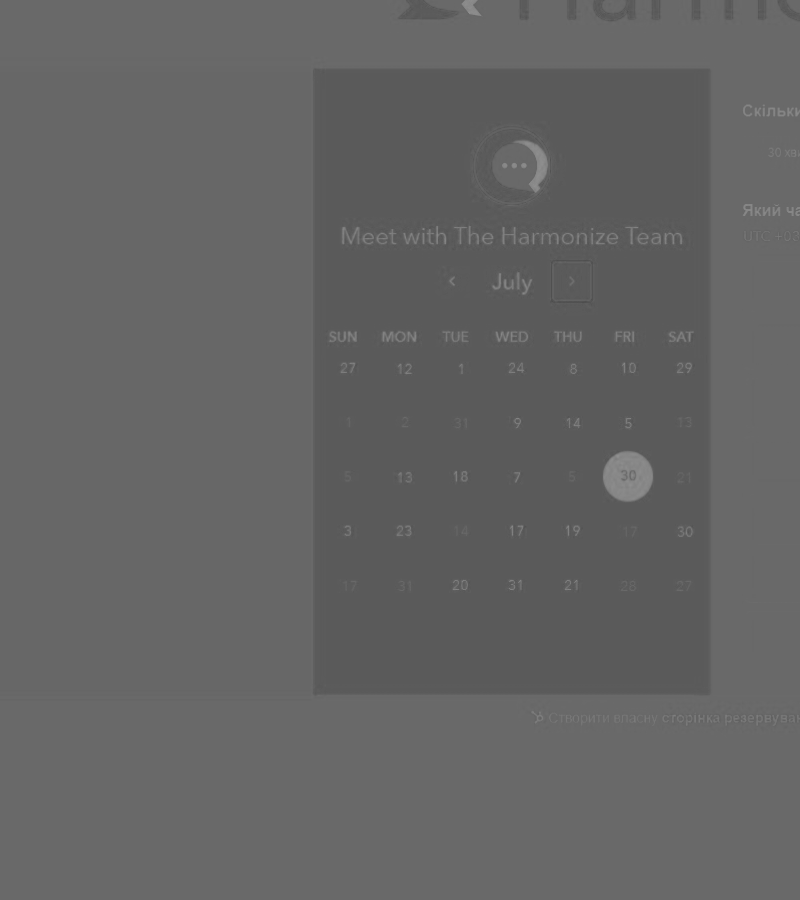 Harmo
Скільки
30 хв
Meet with The Harmonize Team
Який ча
UTC +02
July
SUN MON TUE WED THU FRI SAT
27 12 1 24 8 10 29
1 2 31 9 14 5 13
5 13 18 7 5 30 21
3 23 14 17 19 17 30
17 31 20 31 21 28 27
Створити власну сторінка резервуван